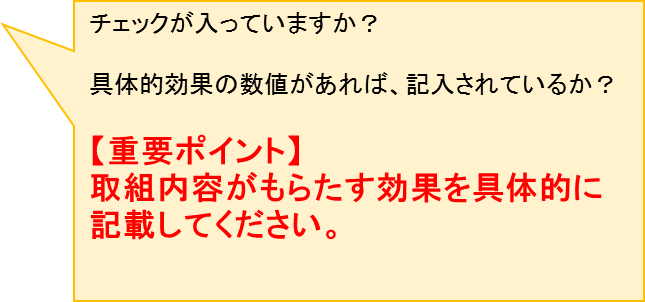 チェックが入っていますか？
具体的効果の数値があれば、記入されているか？
【重要ポイント】
取組内容がもらたす効果を具体的に
記載してください。